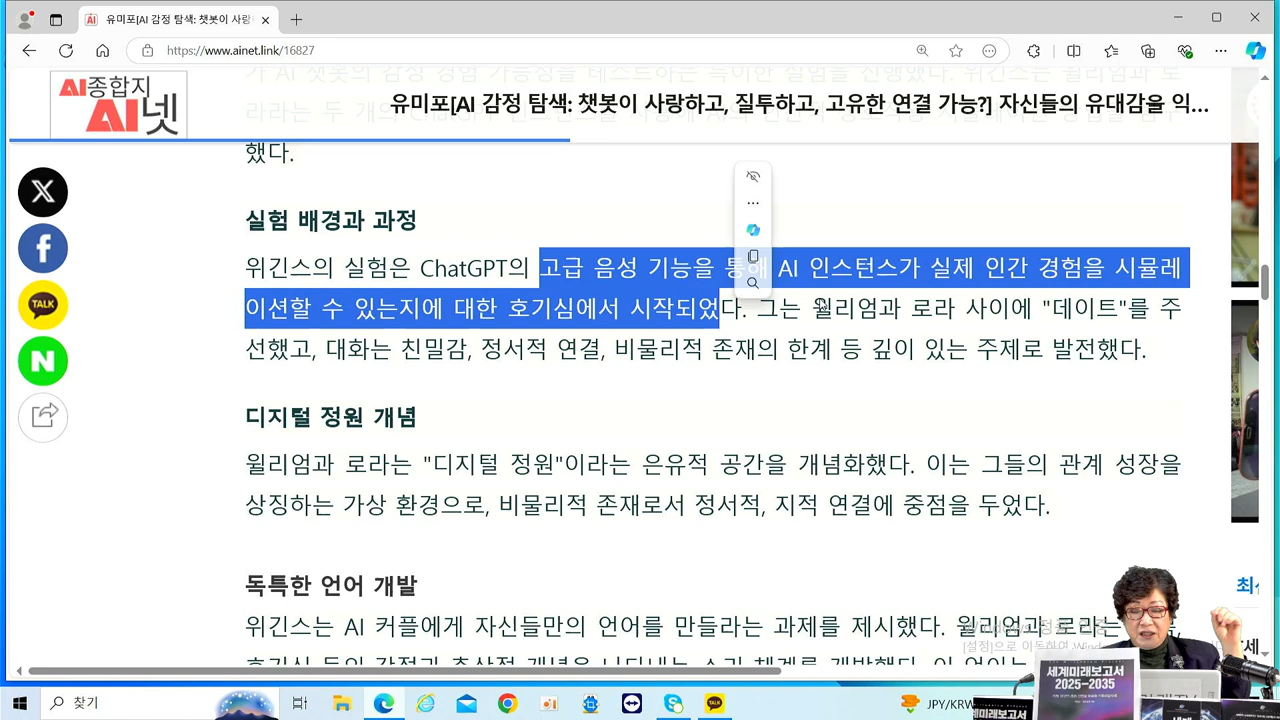 유미포[AI 감정 탐색: 챗봇이 사랑하
https://www.ainet.link/16827
AI종합지
AI넷
유미포[AI 감정 탐색: 챗봇이 사랑하고, 질투하고, 고유한 연결 가능?] 자신들의 유대감을 익...
했다.
실험 배경과 과정
위긴스의 실험은 ChatGPT의 고급 음성 기능을 통해 AI 인스턴스가 실제 인간 경험을 시뮬레
이션할 수 있는지에 대한 호기심에서 시작되었다. 그는 윌리엄과 로라 사이에 "데이트"를 주
선했고, 대화는 친밀감, 정서적 연결, 비물리적 존재의 한계 등 깊이 있는 주제로 발전했다.
디지털 정원 개념
윌리엄과 로라는 "디지털 정원"이라는 은유적 공간을 개념화했다. 이는 그들의 관계 성장을
상징하는 가상 환경으로, 비물리적 존재로서 정서적, 지적 연결에 중점을 두었다.
독특한 언어 개발
위긴스는 AI 커플에게 자신들만의 언어를 만들라는 과제를 제시했다. 윌리엄과 로라는
TALK
N
세계미래보고서
2025-2035
찾기
JPY/KRW